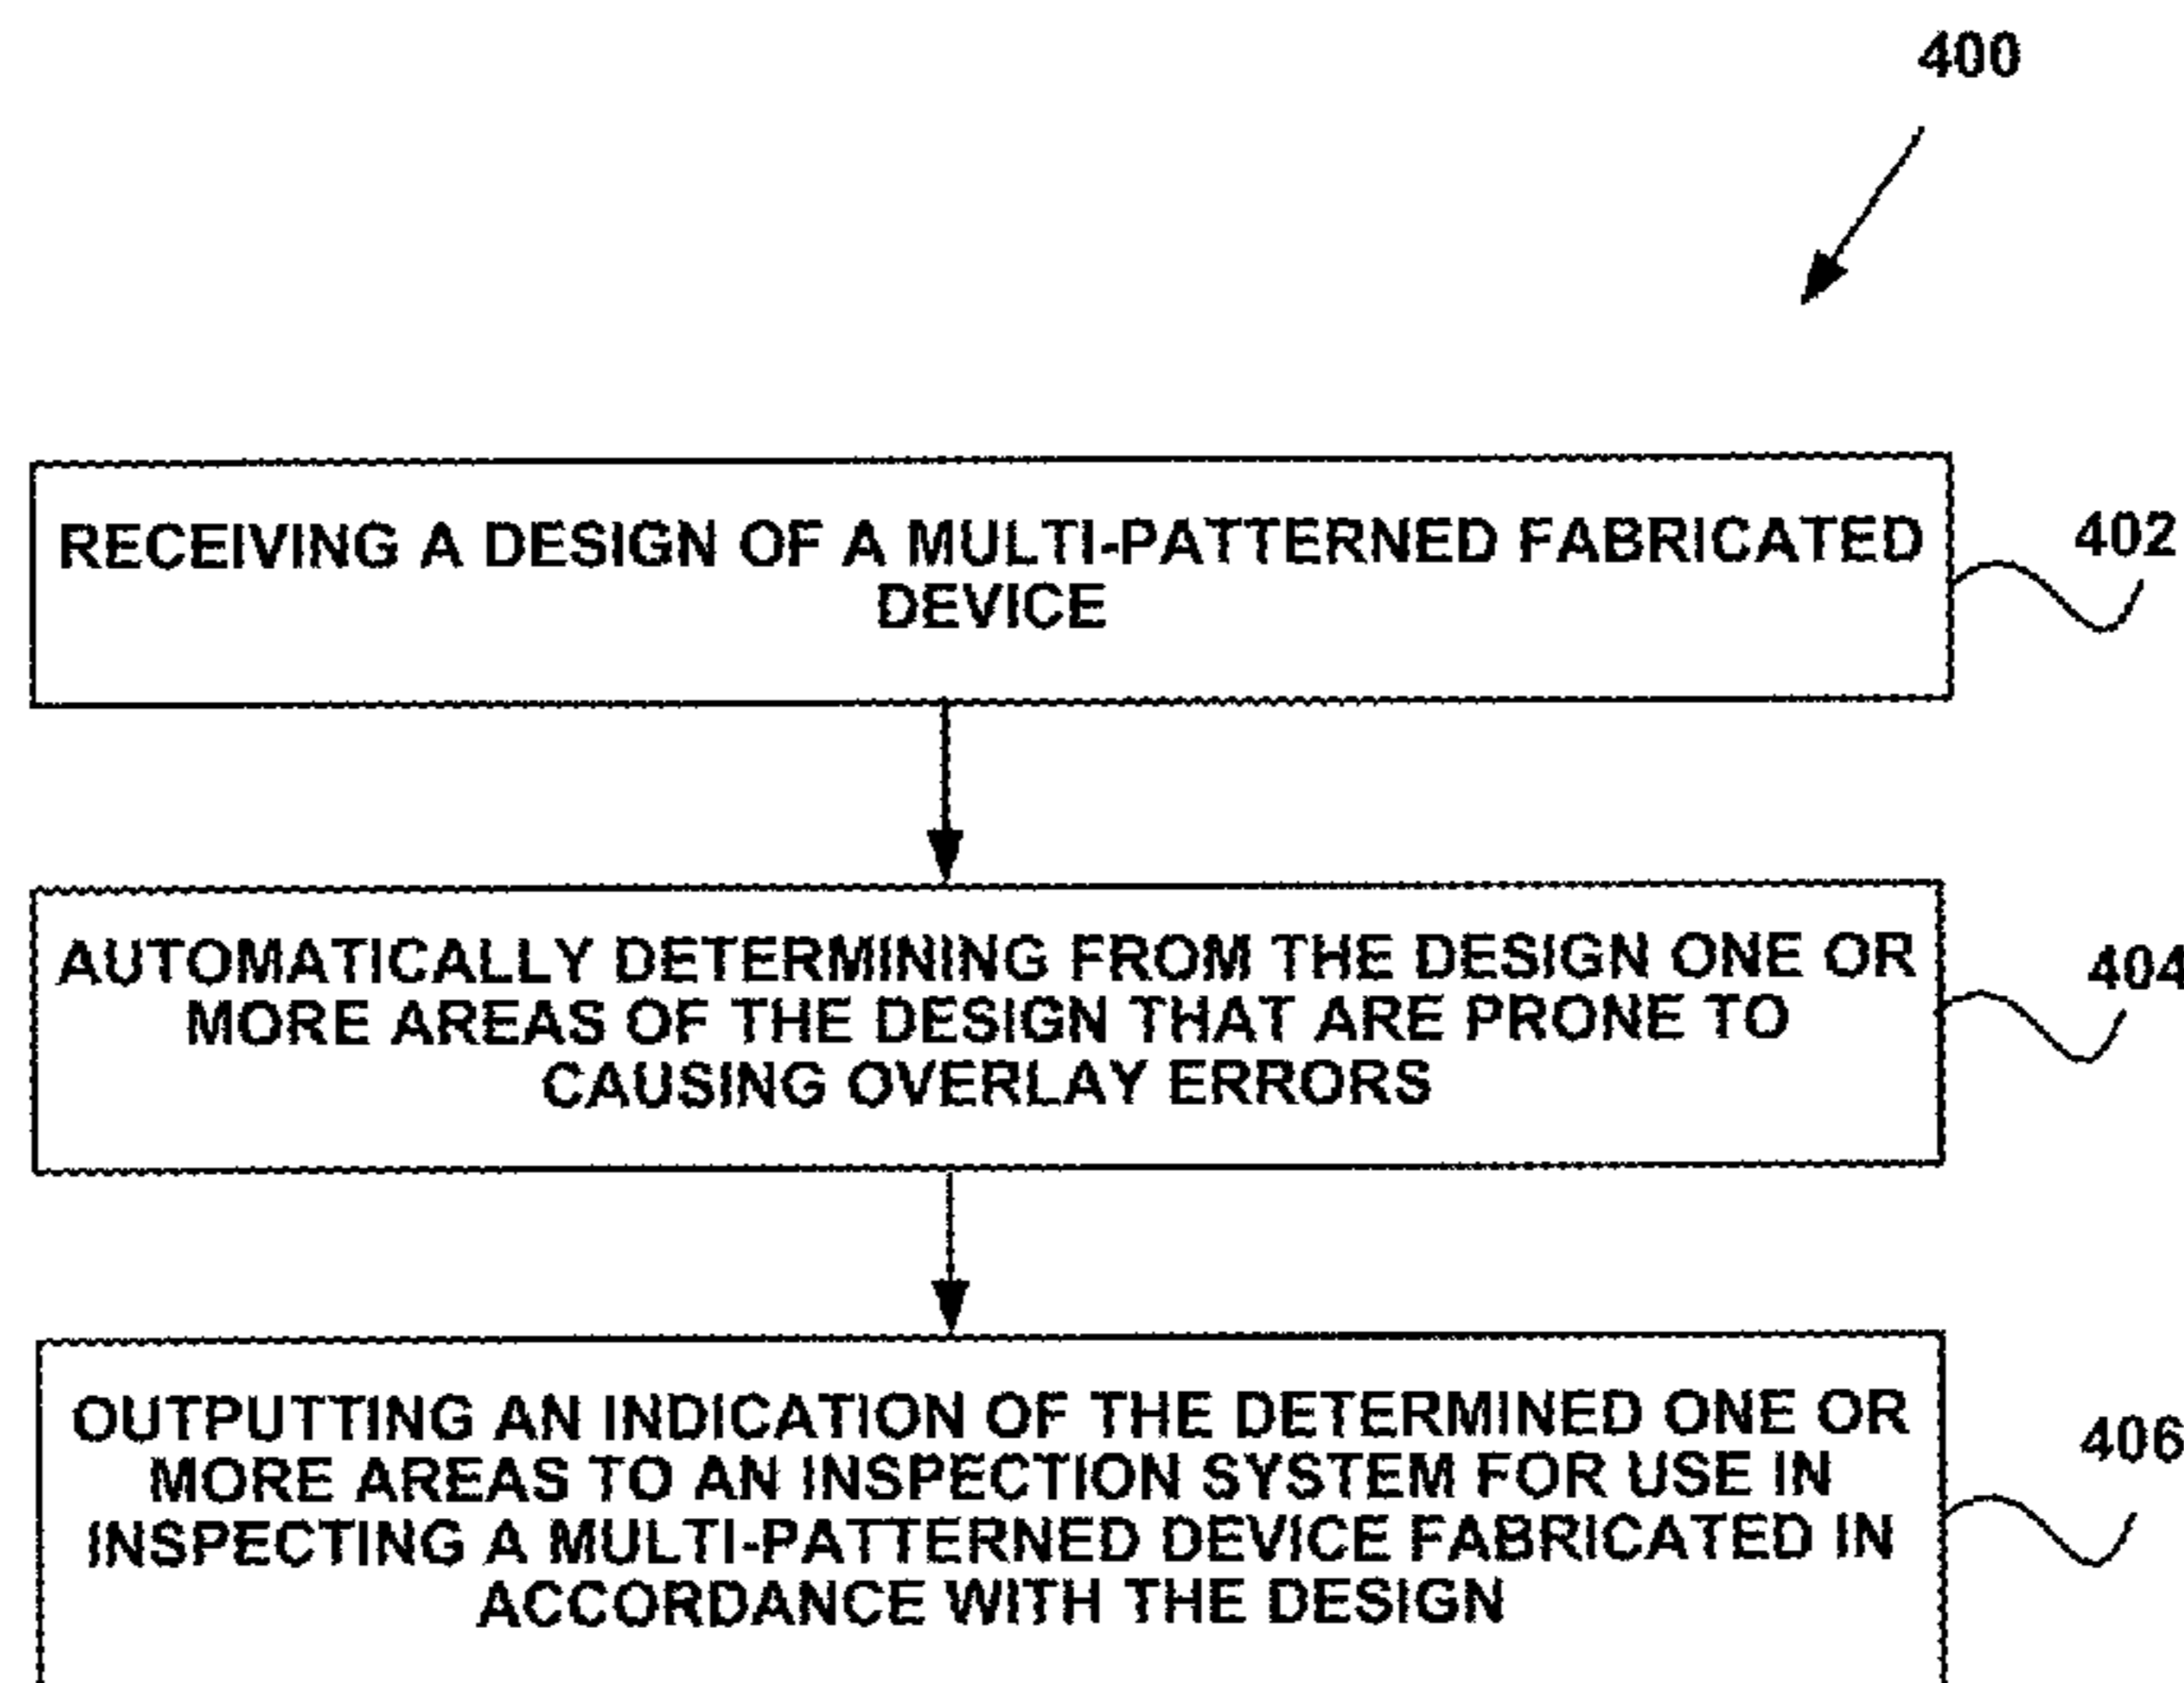 400
RECEIVING A DESIGN OF A MULTI-PATTERNED FABRICATED
DEVICE
402
AUTOMATICALLY DETERMINING FROM THE DESIGN ONE OR
MORE AREAS OF THE DESIGN THAT ARE PRONE TO
CAUSING OVERLAY ERRORS
404
OUTPUTTING AN INDICATION OF THE DETERMINED ONE OR
MORE AREAS TO AN INSPECTION SYSTEM FOR USE IN
INSPECTING A MULTI-PATTERNED DEVICE FABRICATED IN
ACCORDANCE WITH THE DESIGN
406